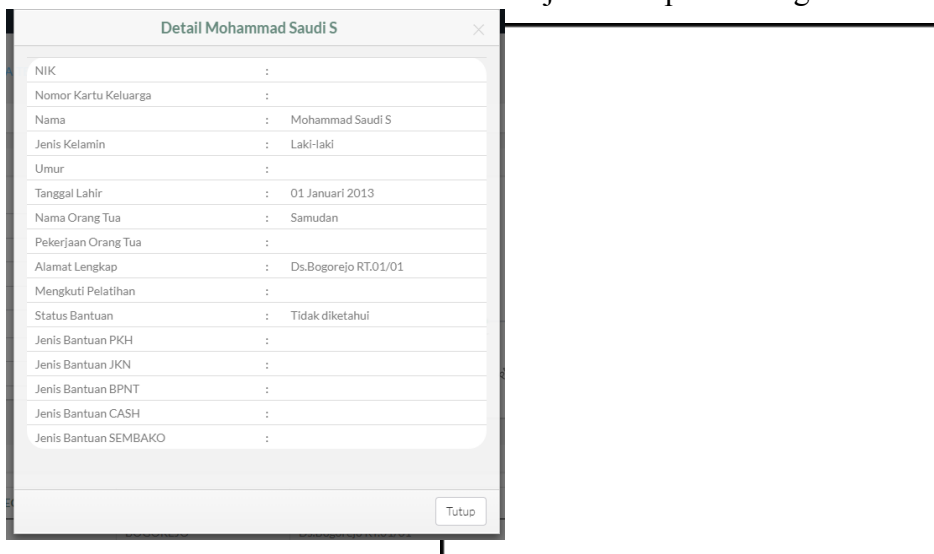 Detail Mohammad Saudi S ×
NIK :
Nomor Kartu Keluarga :
Nama : Mohammad Saudi S
Jenis Kelamin : Laki-laki
Umur :
Tanggal Lahir : 01 Januari 2013
Nama Orang Tua : Samudan
Pekerjaan Orang Tua :
Alamat Lengkap : Ds.Bogorejo RT.01/01
Mengkuti Pelatihan :
Status Bantuan : Tidak diketahui
Jenis Bantuan PKH :
Jenis Bantuan JKN :
Jenis Bantuan BPNT :
Jenis Bantuan CASH :
Jenis Bantuan SEMBAKO :
Tutup